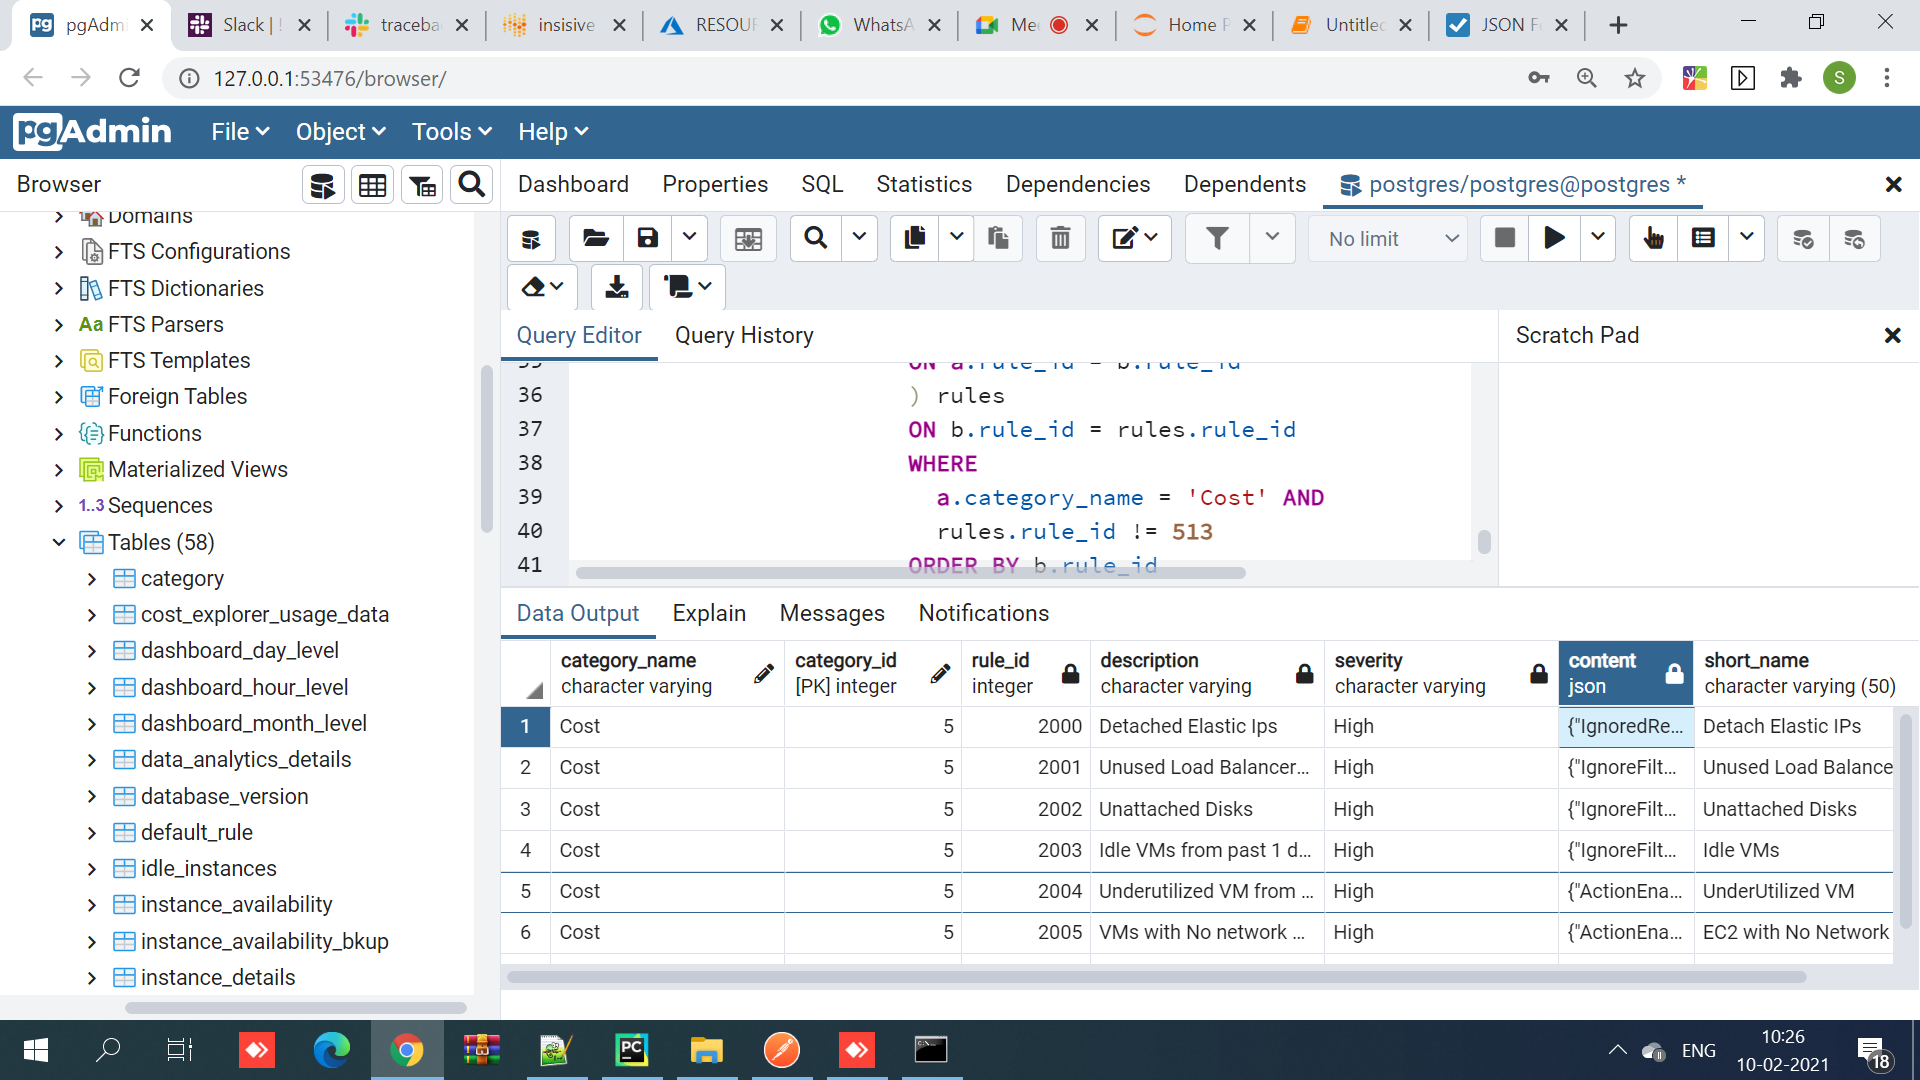 pgAdmi
Slack |
traceba
insisive
RESOUR
WhatsA
Mee
Home P
Untitled
JSON Fo
127.0.0.1:53476/browser/
S
pgAdmin
File
Object
Tools
Help
Browser
Dashboard
Properties
SQL
Statistics
Dependencies
Dependents
postgres/postgres@postgres *
No limit
Domains
FTS Configurations
FTS Dictionaries
Aa FTS Parsers
FTS Templates
Foreign Tables
Functions
Materialized Views
1..3 Sequences
Tables (58)
category
cost_explorer_usage_data
dashboard_day_level
dashboard_hour_level
dashboard_month_level
data_analytics_details
database_version
default_rule
idle_instances
instance_availability
instance_availability_bkup
instance_details
Query Editor
Query History
Scratch Pad
35 ON a.rule_id = b.rule_id
36 ) rules
37 ON b.rule_id = rules.rule_id
38 WHERE
39 a.category_name = 'Cost' AND
40 rules.rule_id != 513
41 ORDER BY b.rule_id
Data Output
Explain
Messages
Notifications
category_name character varying
category_id [PK] integer
rule_id integer
description character varying
severity character varying
content json
short_name character varying (50)
1 Cost 5 2000 Detached Elastic Ips High {"IgnoredRe... Detach Elastic IPs
2 Cost 5 2001 Unused Load Balancer... High {"IgnoreFilt... Unused Load Balance
3 Cost 5 2002 Unattached Disks High {"IgnoreFilt... Unattached Disks
4 Cost 5 2003 Idle VMs from past 1 d... High {"IgnoreFilt... Idle VMs
5 Cost 5 2004 Underutilized VM from ... High {"ActionEna... UnderUtilized VM
6 Cost 5 2005 VMs with No network ... High {"ActionEna... EC2 with No Network
PC
ENG
10:26
10-02-2021
18